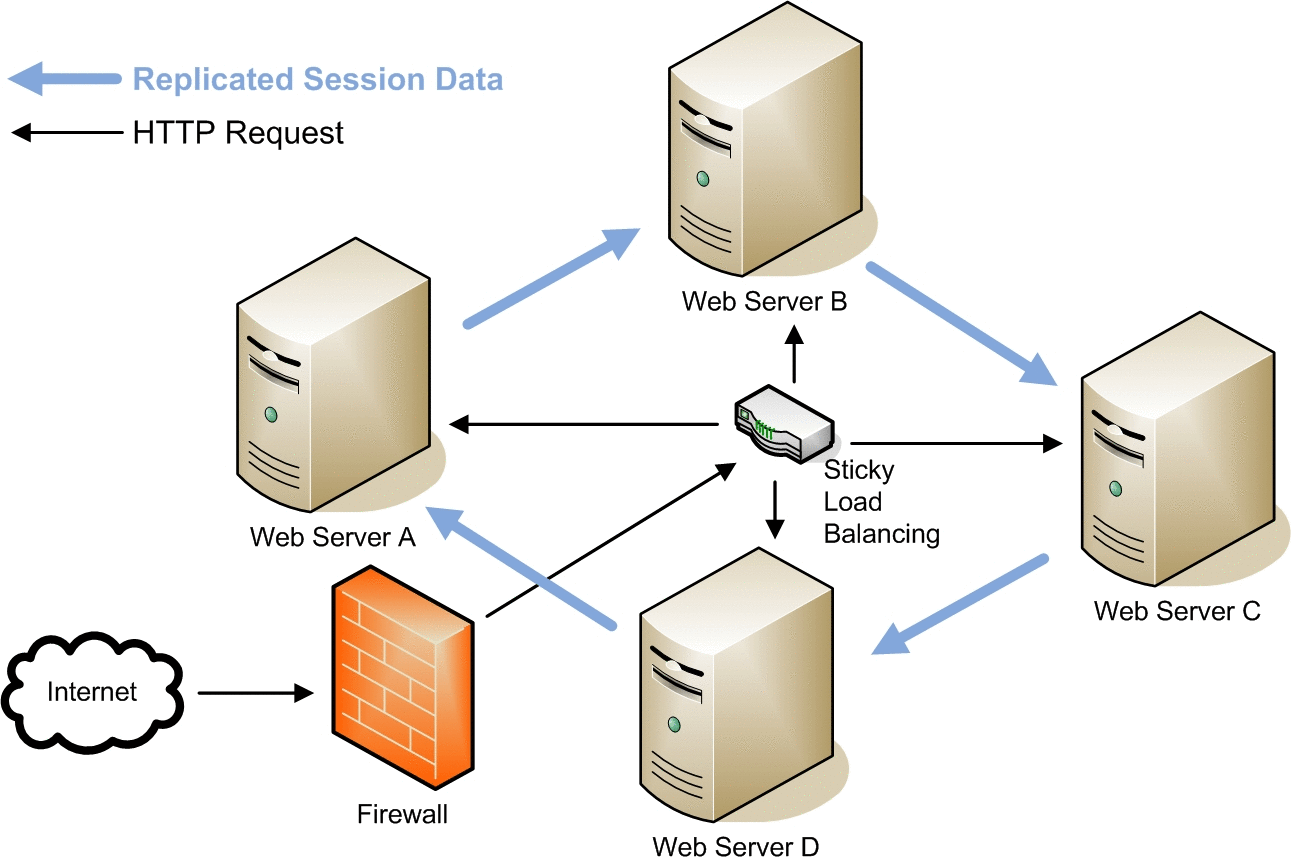 Replicated Session Data
HTTP Request
Web Server B
Sticky
Load
Balancing
Web Server A
Web Server C
Internet
Firewall
Web Server D